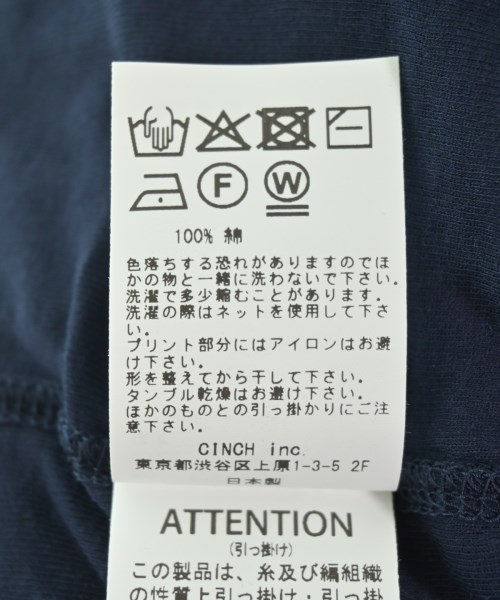 F
W
100% 綿
色落ちする恐れがありますのでほ
かの物と一緒に洗わないで下さい。
洗濯で多少縮むことがあります。
洗濯の際はネットを使用して下さ
い。
プリント部分にはアイロンはお避
け下さい。
形を整えてから干して下さい。
タンブル乾燥はお避け下さい。
ほかのものとの引っ掛かりにご注
意下さい。
CINCH inc.
東京都渋谷区上原1-3-5 2F
日本製
ATTENTION
(引っ掛け)
この製品は、糸及び編組織
の性質上引っ掛け・引っか